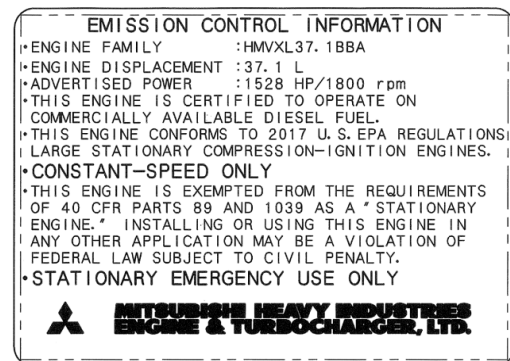 EMISSION CONTROL INFORMATION
•ENGINE FAMILY :HMVXL37.1BBA
•ENGINE DISPLACEMENT :37.1 L
•ADVERTISED POWER :1528 HP/1800 rpm
•THIS ENGINE IS CERTIFIED TO OPERATE ON
COMMERCIALLY AVAILABLE DIESEL FUEL.
•THIS ENGINE CONFORMS TO 2017 U.S. EPA REGULATIONS
LARGE STATIONARY COMPRESSION-IGNITION ENGINES.
•CONSTANT-SPEED ONLY
•THIS ENGINE IS EXEMPTED FROM THE REQUIREMENTS
OF 40 CFR PARTS 89 AND 1039 AS A "STATIONARY
ENGINE." INSTALLING OR USING THIS ENGINE IN
ANY OTHER APPLICATION MAY BE A VIOLATION OF
FEDERAL LAW SUBJECT TO CIVIL PENALTY.
•STATIONARY EMERGENCY USE ONLY
MITSUBISHI HEAVY INDUSTRIES
ENGINE & TURBOCHARGER, LTD.